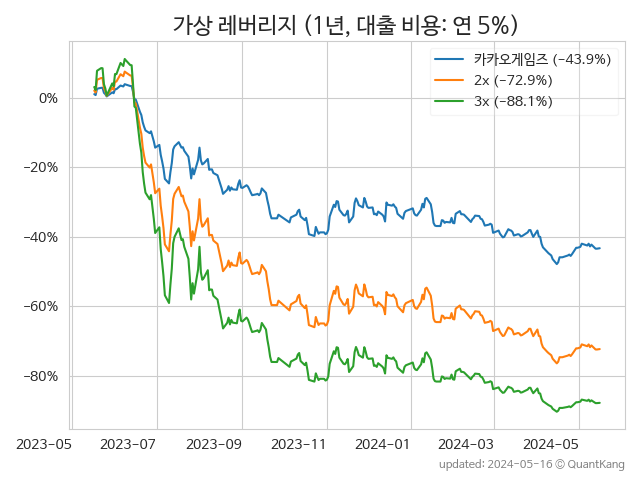 가상 레버리지 (1년, 대출 비용: 연 5%)
카카오게임즈 (−43.9%)
2x (−72.9%)
3x (−88.1%)
0%
−20%
−40%
−60%
−80%
2023−05 2023−07 2023−09 2023−11 2024−01 2024−03 2024−05
updated: 2024−05−16 © QuantKang